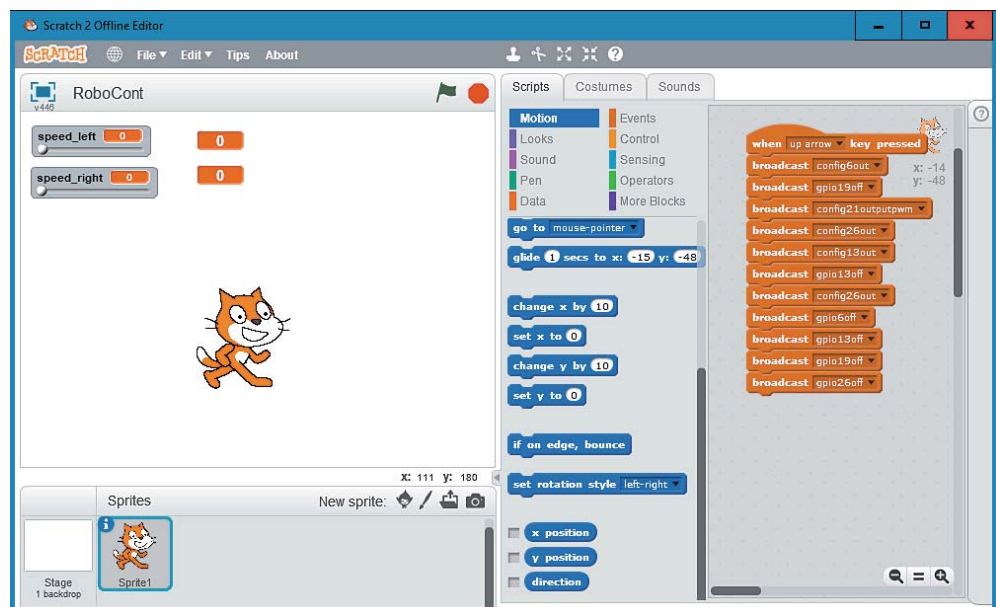 Scratch 2 Offline Editor
SCRATCH File Edit Tips About
v446 RoboCont
speed_left 0
0
speed_right 0
0
x: 111 y: 180
Sprites New sprite:
Stage
1 backdrop
Sprite1
Scripts Costumes Sounds
Motion Events
Looks Control
Sound Sensing
Pen Operators
Data More Blocks
go to mouse-pointer
glide 1 secs to x: -15 y: -48
change x by 10
set x to 0
change y by 10
set y to 0
if on edge, bounce
set rotation style left-right
x position
y position
direction
when up arrow key pressed
broadcast config6out
broadcast gpio19off
broadcast config21outputpwm
broadcast config26out
broadcast config13out
broadcast gpio13off
broadcast config26out
broadcast gpio6off
broadcast gpio13off
broadcast gpio19off
broadcast gpio26off
x: -14
y: -48